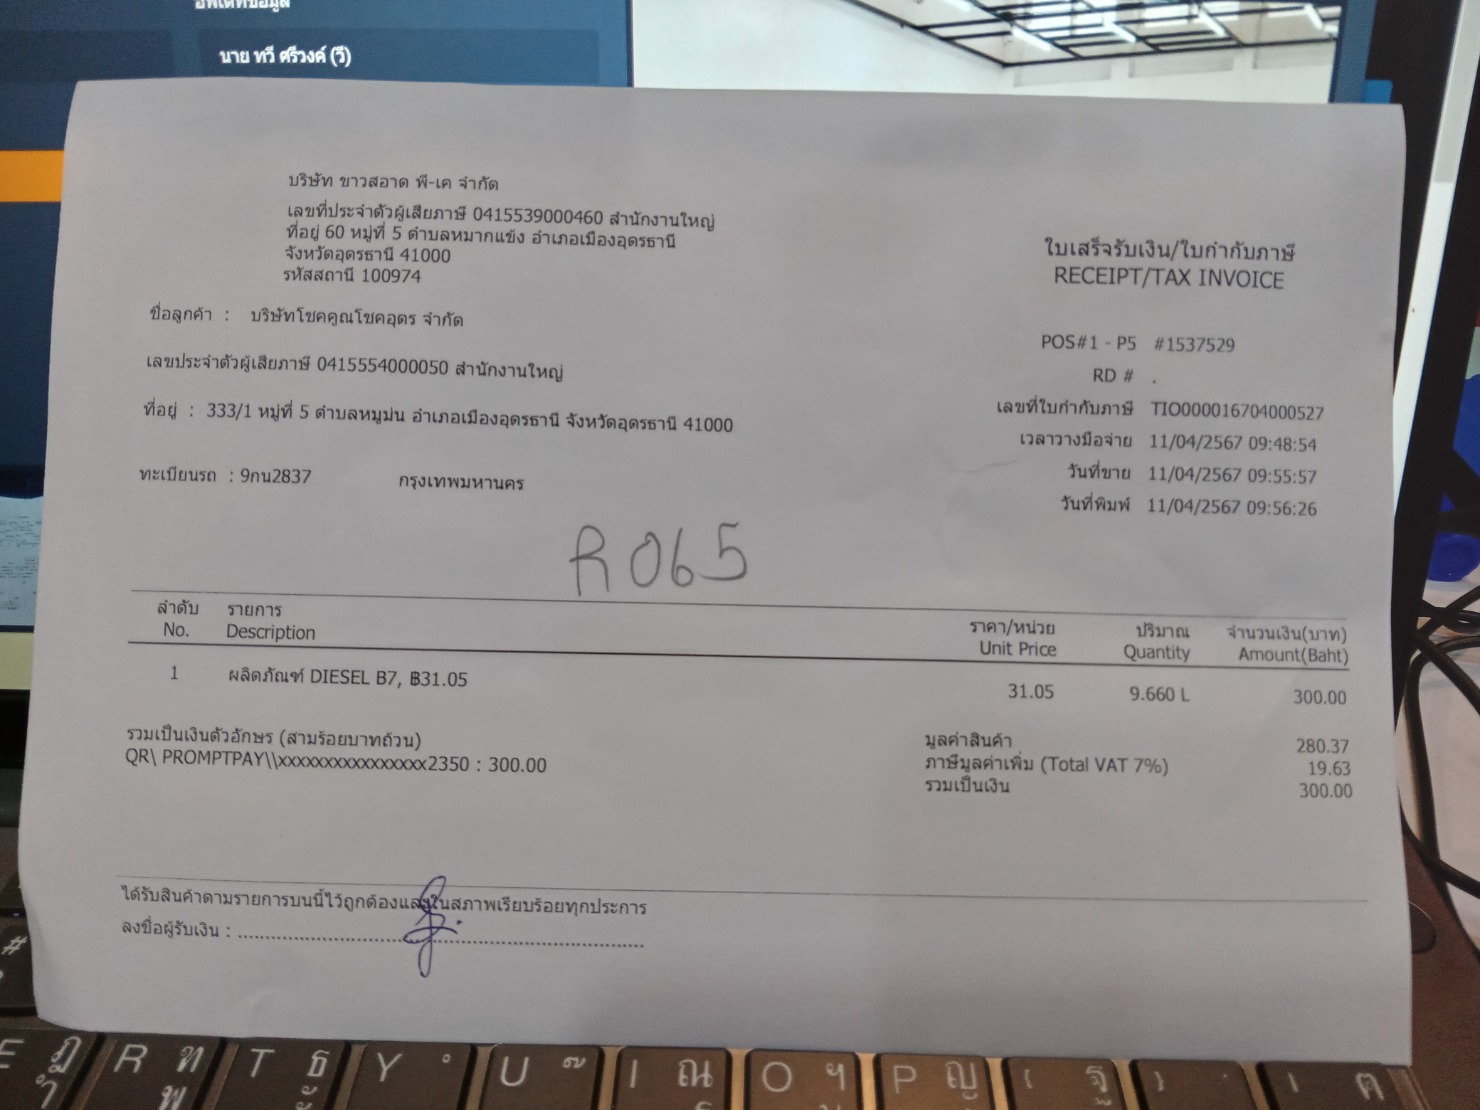 อัพเดทข้อมูล
นาย ทวี ศรีวงค์ (วี)
บริษัท ขาวสอาด พี-เค จำกัด
เลขที่ประจำตัวผู้เสียภาษี 0415539000460 สำนักงานใหญ่
ที่อยู่ 60 หมู่ที่ 5 ตำบลหมากแข้ง อำเภอเมืองอุดรธานี
จังหวัดอุดรธานี 41000
รหัสสถานี 100974
ใบเสร็จรับเงิน/ใบกำกับภาษี
RECEIPT/TAX INVOICE
ชื่อลูกค้า : บริษัทโชคคูณโชคอุดร จำกัด
เลขประจำตัวผู้เสียภาษี 0415554000050 สำนักงานใหญ่
ที่อยู่ : 333/1 หมู่ที่ 5 ตำบลหมูม่น อำเภอเมืองอุดรธานี จังหวัดอุดรธานี 41000
ทะเบียนรถ : 9กน2837 กรุงเทพมหานคร
POS#1 - P5 #1537529
RD # .
เลขที่ใบกำกับภาษี TIO000016704000527
เวลาวางมือจ่าย 11/04/2567 09:48:54
วันที่ขาย 11/04/2567 09:55:57
วันที่พิมพ์ 11/04/2567 09:56:26
R065
ลำดับ รายการ ราคา/หน่วย ปริมาณ จำนวนเงิน(บาท)
No. Description Unit Price Quantity Amount(Baht)
1 ผลิตภัณฑ์ DIESEL B7, ฿31.05 31.05 9.660 L 300.00
รวมเป็นเงินตัวอักษร (สามร้อยบาทถ้วน)
QR\ PROMPTPAY\\xxxxxxxxxxxxxxxx2350 : 300.00
มูลค่าสินค้า 280.37
ภาษีมูลค่าเพิ่ม (Total VAT 7%) 19.63
รวมเป็นเงิน 300.00
ได้รับสินค้าตามรายการบนนี้ไว้ถูกต้องและในสภาพเรียบร้อยทุกประการ
ลงชื่อผู้รับเงิน : ..........................................................................
# E ฎ ำ R ฑ พ T ธ ั Y ํ U ๊ I ณ O ฯ P ญ { ฐ } , | ฅ